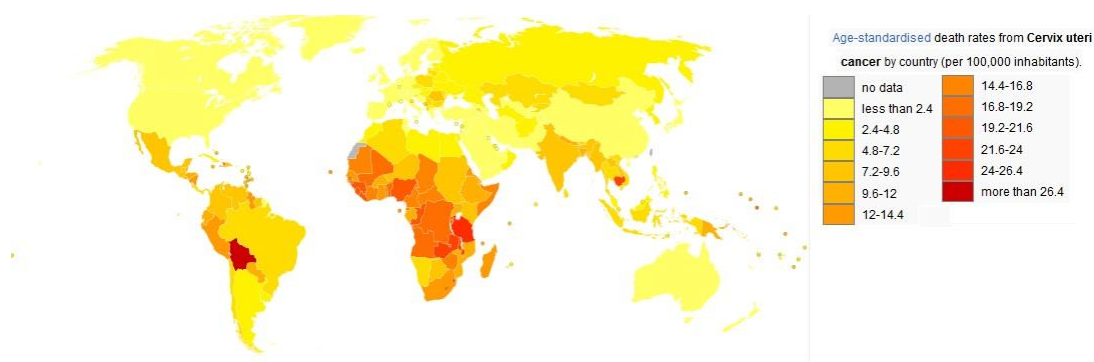 Age-standardised death rates from Cervix uteri
cancer by country (per 100,000 inhabitants).
no data
less than 2.4
2.4-4.8
4.8-7.2
7.2-9.6
9.6-12
12-14.4
14.4-16.8
16.8-19.2
19.2-21.6
21.6-24
24-26.4
more than 26.4